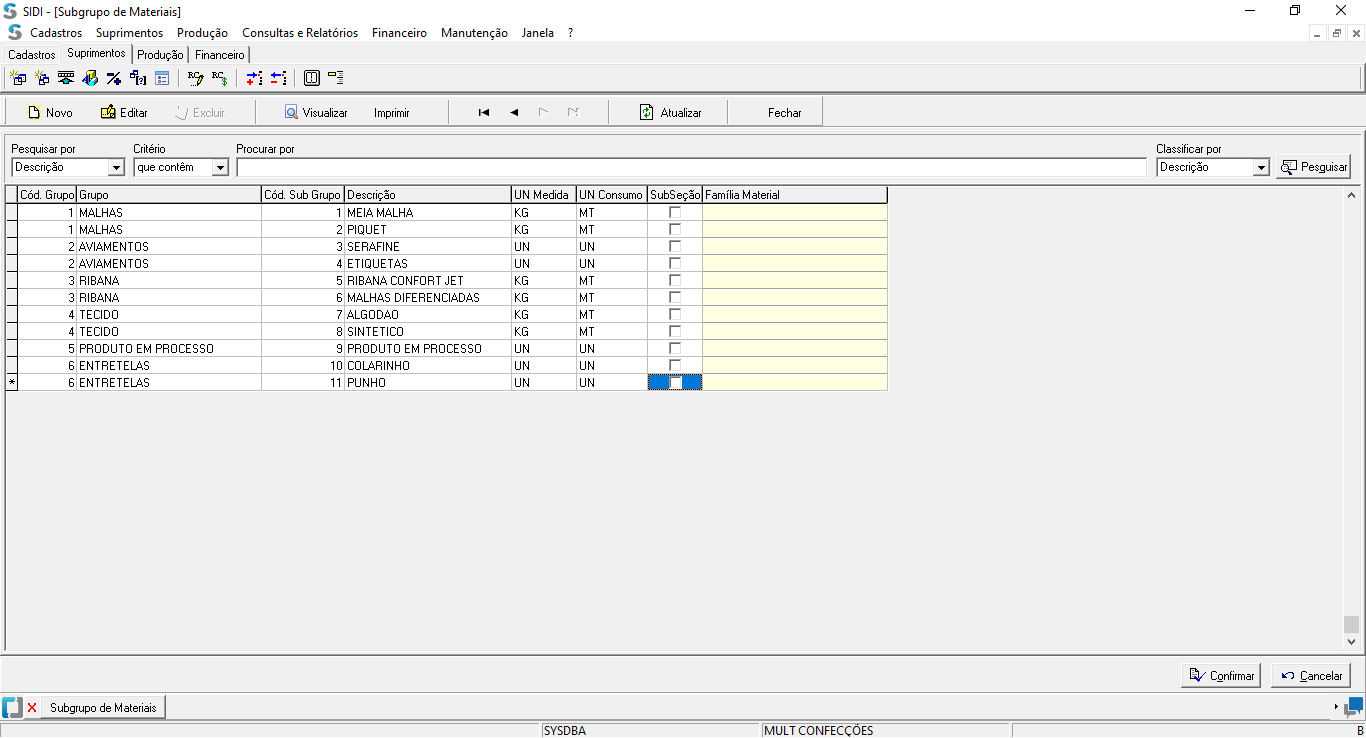 SIDI - [Subgrupo de Materiais]
Cadastros Suprimentos Produção Consultas e Relatórios Financeiro Manutenção Janela ?
Cadastros Suprimentos Produção Financeiro
Novo Editar Excluir Visualizar Imprimir Atualizar Fechar
Pesquisar por Critério Procurar por Classificar por
Descrição que contêm Descrição Pesquisar
Cód. Grupo Grupo Cód. Sub Grupo Descrição UN Medida UN Consumo SubSeção Família Material
1 MALHAS 1 MEIA MALHA KG MT
1 MALHAS 2 PIQUET KG MT
2 AVIAMENTOS 3 SERAFINE UN UN
2 AVIAMENTOS 4 ETIQUETAS UN UN
3 RIBANA 5 RIBANA CONFORT JET KG MT
3 RIBANA 6 MALHAS DIFERENCIADAS KG MT
4 TECIDO 7 ALGODAO KG MT
4 TECIDO 8 SINTETICO KG MT
5 PRODUTO EM PROCESSO 9 PRODUTO EM PROCESSO UN UN
6 ENTRETELAS 10 COLARINHO UN UN
* 6 ENTRETELAS 11 PUNHO UN UN
Confirmar Cancelar
Subgrupo de Materiais
SYSDBA MULT CONFECÇÕES B